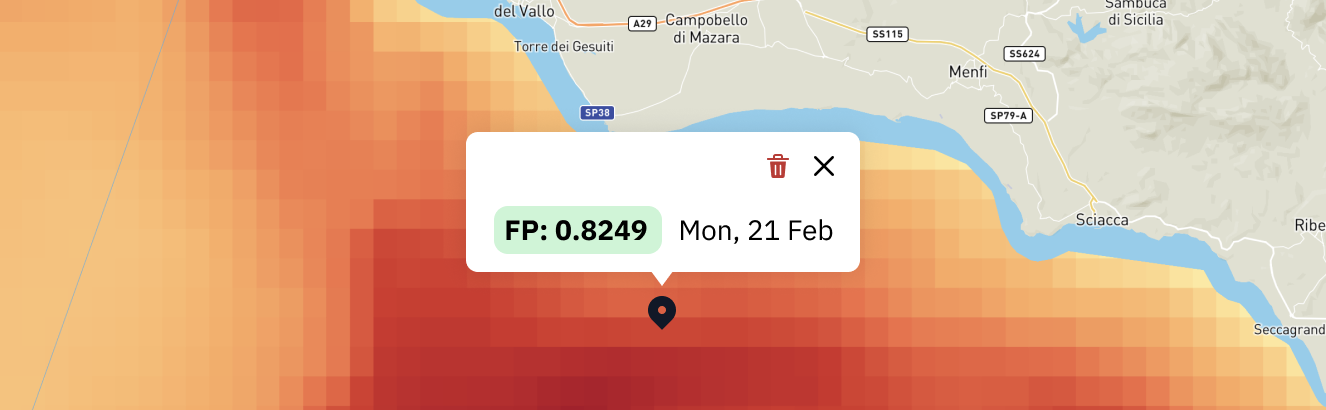 del Vallo
A29
Campobello
di Mazara
Torre dei Gesuiti
SS115
Sambuca
di Sicilia
SS624
Menfi
SP38
SP79-A
FP: 0.8249
Mon, 21 Feb
Sciacca
Ribe
Seccagrand